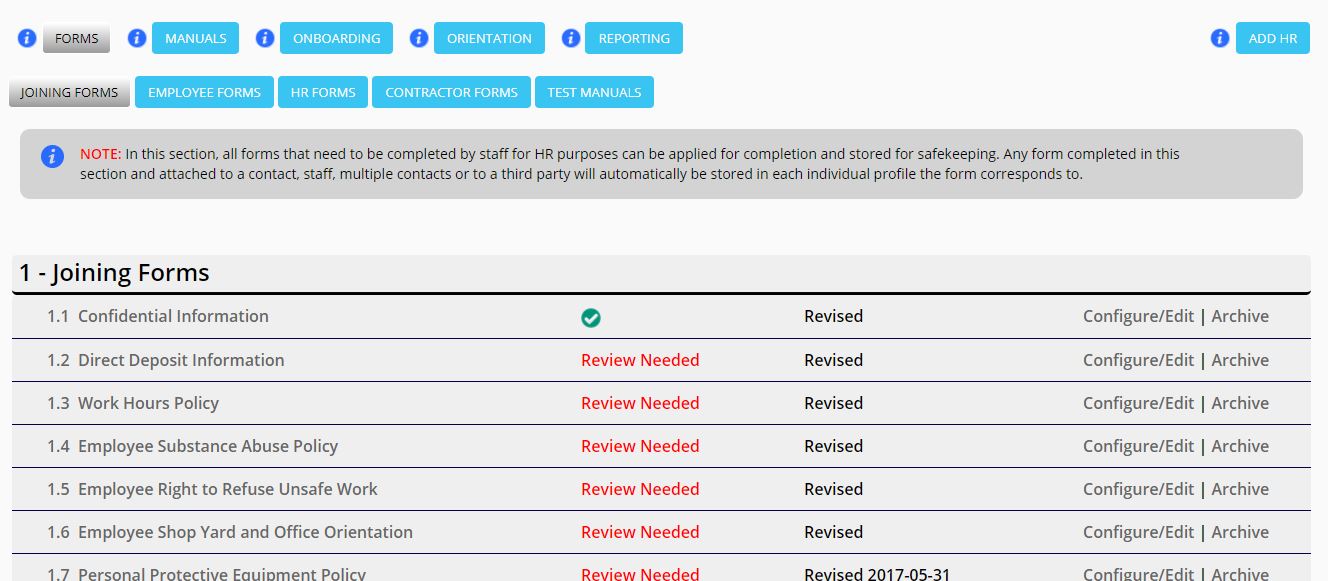 FORMS MANUALS ONBOARDING ORIENTATION REPORTING ADD HR
JOINING FORMS EMPLOYEE FORMS HR FORMS CONTRACTOR FORMS TEST MANUALS
NOTE: In this section, all forms that need to be completed by staff for HR purposes can be applied for completion and stored for safekeeping. Any form completed in this
section and attached to a contact, staff, multiple contacts or to a third party will automatically be stored in each individual profile the form corresponds to.
1 - Joining Forms
1.1 Confidential Information Revised Configure/Edit | Archive
1.2 Direct Deposit Information Review Needed Revised Configure/Edit | Archive
1.3 Work Hours Policy Review Needed Revised Configure/Edit | Archive
1.4 Employee Substance Abuse Policy Review Needed Revised Configure/Edit | Archive
1.5 Employee Right to Refuse Unsafe Work Review Needed Revised Configure/Edit | Archive
1.6 Employee Shop Yard and Office Orientation Review Needed Revised Configure/Edit | Archive
1.7 Personal Protective Equipment Policy Review Needed Revised 2017-05-31 Configure/Edit | Archive